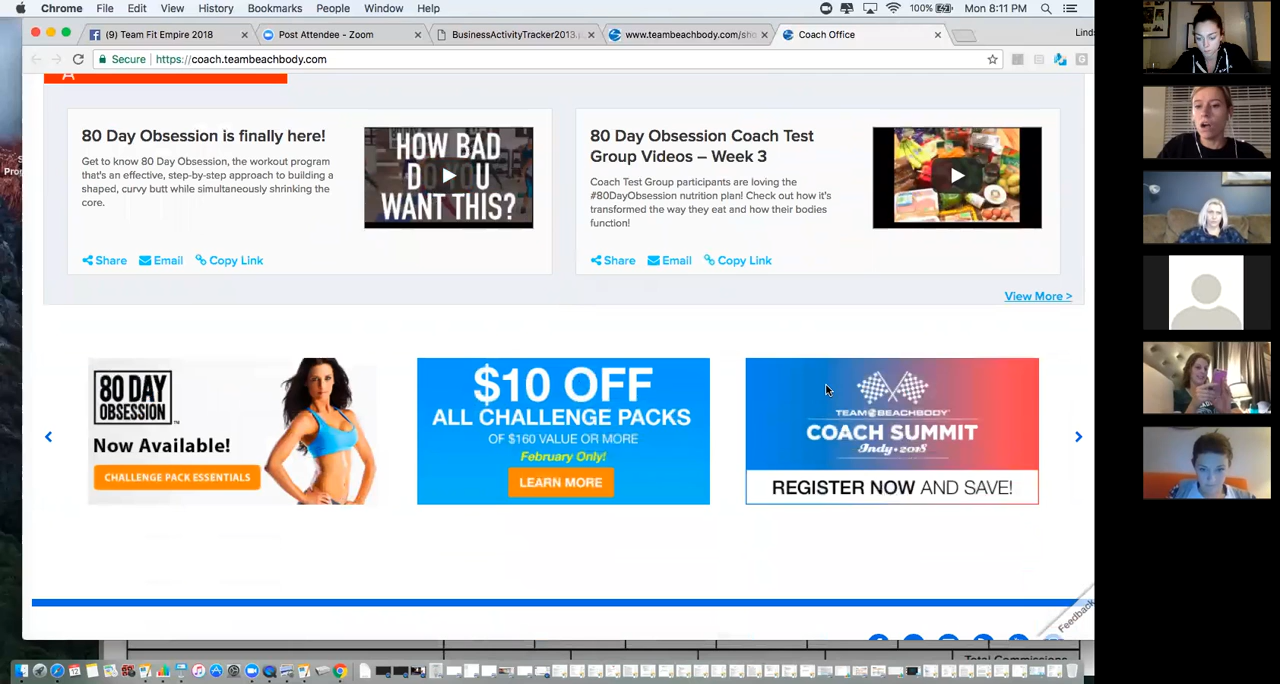 Chrome File Edit View History Bookmarks People Window Help
100% Mon 8:11 PM
(9) Team Fit Empire 2018
Post Attendee - Zoom
BusinessActivityTracker2013.p
www.teambeachbody.com/sho
Coach Office
Secure https://coach.teambeachbody.com
80 Day Obsession is finally here!
Get to know 80 Day Obsession, the workout program
that's an effective, step-by-step approach to building a
shaped, curvy butt while simultaneously shrinking the
core.
HOW BAD
DO YOU
WANT THIS?
Share Email Copy Link
80 Day Obsession Coach Test
Group Videos – Week 3
Coach Test Group participants are loving the
#80DayObsession nutrition plan! Check out how it's
transformed the way they eat and how their bodies
function!
Share Email Copy Link
View More >
80 DAY
OBSESSION
Now Available!
CHALLENGE PACK ESSENTIALS
$10 OFF
ALL CHALLENGE PACKS
OF $160 VALUE OR MORE
February Only!
LEARN MORE
TEAM BEACHBODY
COACH SUMMIT
Indy • 2018
REGISTER NOW AND SAVE!
Feedback
Total Commissions